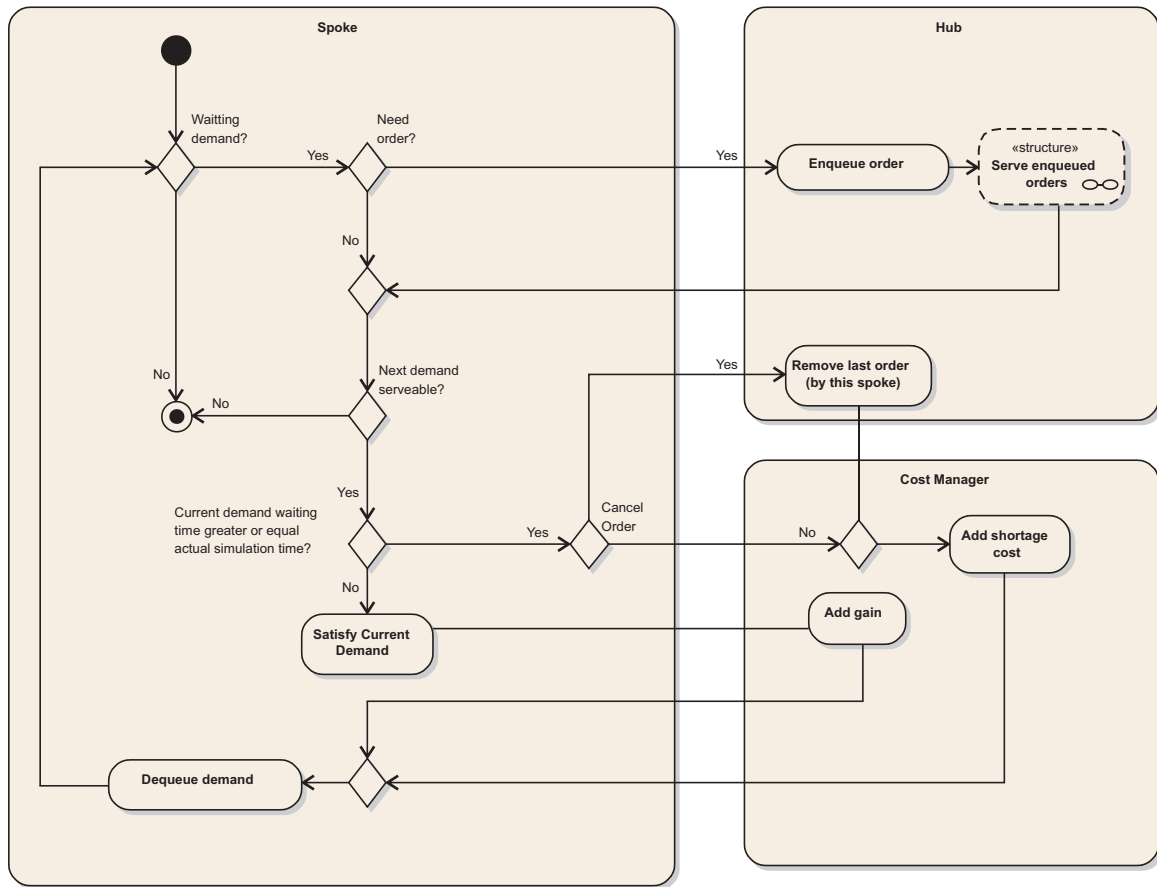 Spoke
Waitting
demand?
Need
order?
Yes
No
No
No
Next demand
serveable?
Yes
Current demand waiting
time greater or equal
actual simulation time?
Yes
Cancel
Order
No
Satisfy Current
Demand
Dequeue demand
Hub
Yes
Enqueue order
«structure»
Serve enqueued
orders
Yes
Remove last order
(by this spoke)
Cost Manager
No
Add shortage
cost
Add gain